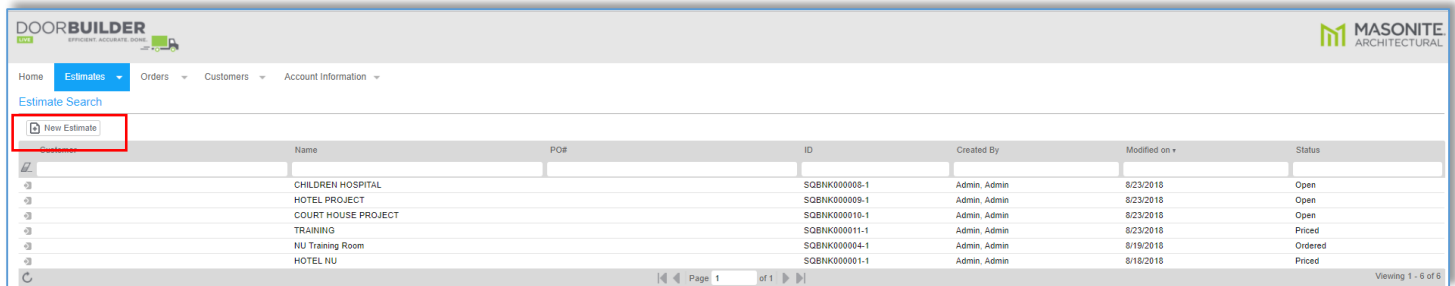 DOORBUILDER
LIVE EFFICIENT. ACCURATE. DONE.
MASONITE.
ARCHITECTURAL
Home Estimates Orders Customers Account Information
Estimate Search
New Estimate
Customer Name PO# ID Created By Modified on Status
CHILDREN HOSPITAL SQBNK000008-1 Admin, Admin 8/23/2018 Open
HOTEL PROJECT SQBNK000009-1 Admin, Admin 8/23/2018 Open
COURT HOUSE PROJECT SQBNK000010-1 Admin, Admin 8/23/2018 Open
TRAINING SQBNK000011-1 Admin, Admin 8/23/2018 Priced
NU Training Room SQBNK000004-1 Admin, Admin 8/19/2018 Ordered
HOTEL NU SQBNK000001-1 Admin, Admin 8/18/2018 Priced
Page 1 of 1 Viewing 1 - 6 of 6